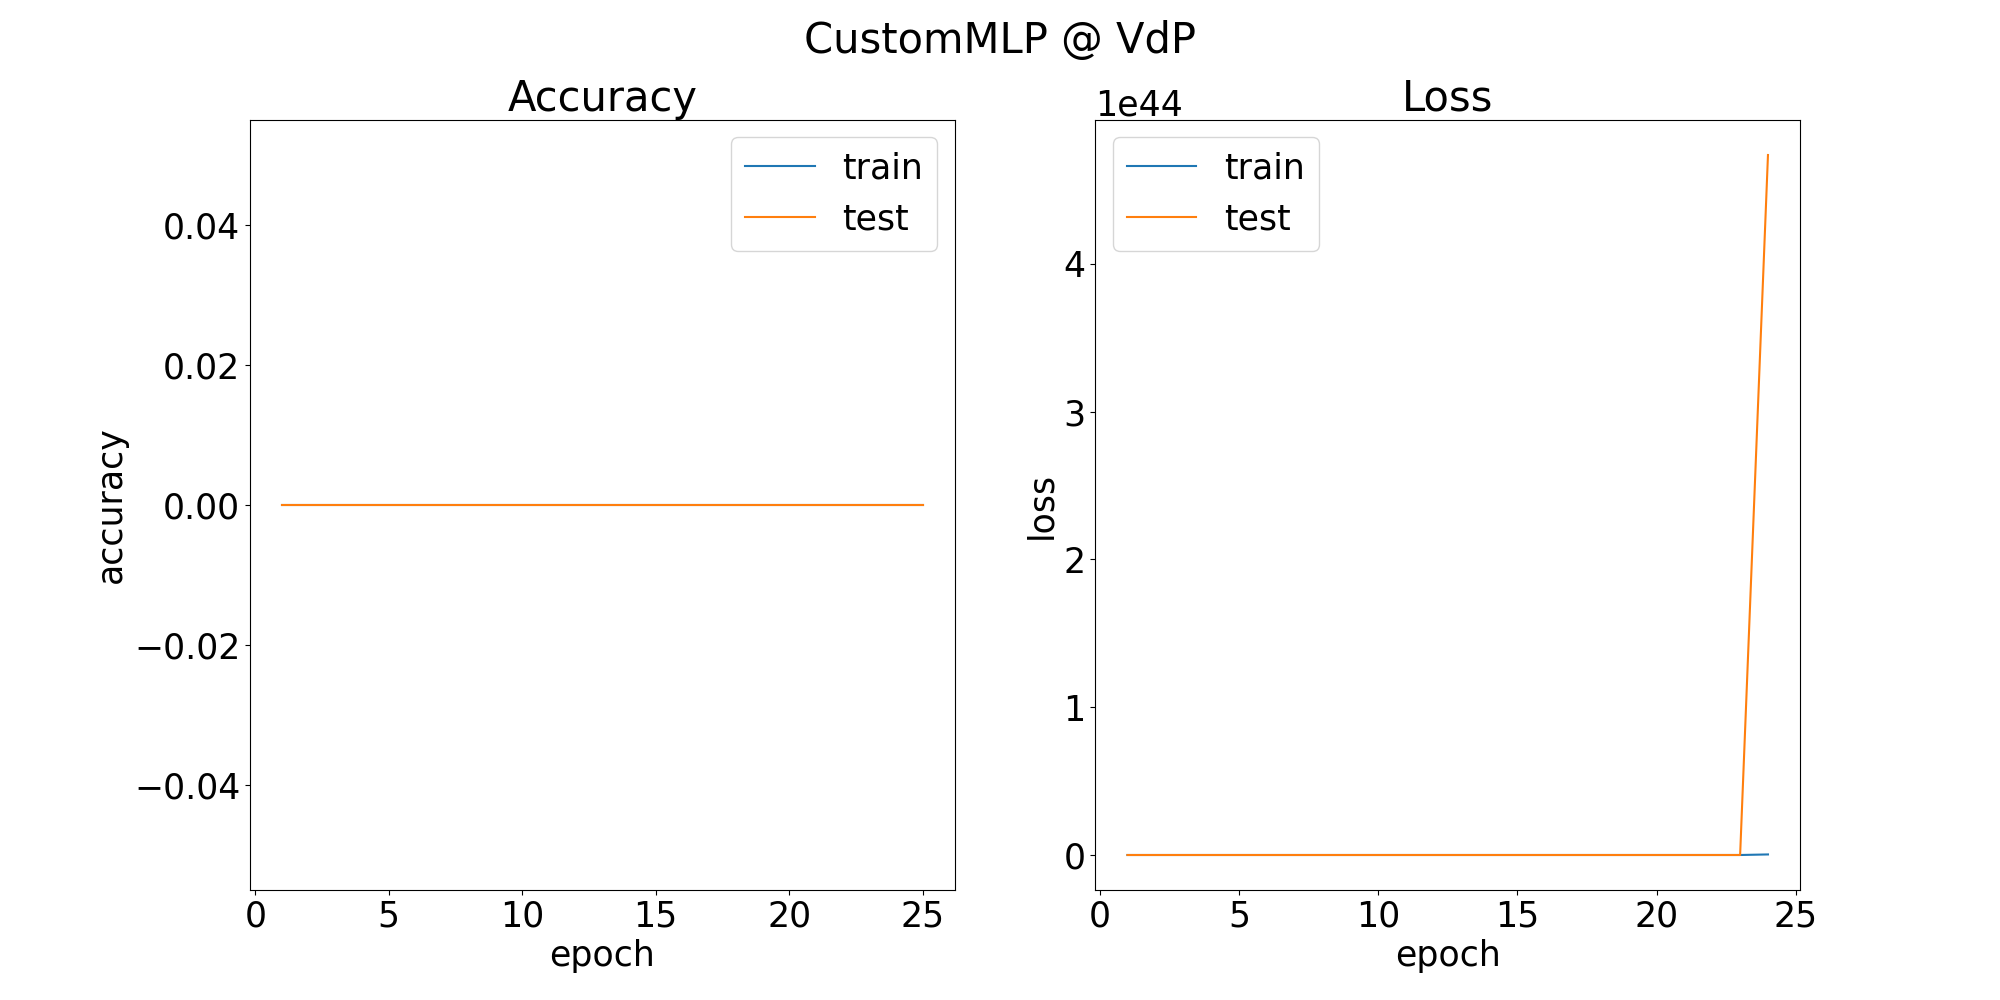 CustomMLP @ VdP
Accuracy
train
test
0.04
0.02
0.00
−0.02
−0.04
accuracy
0 5 10 15 20 25
epoch
Loss
1e44
train
test
4
3
2
1
0
loss
0 5 10 15 20 25
epoch